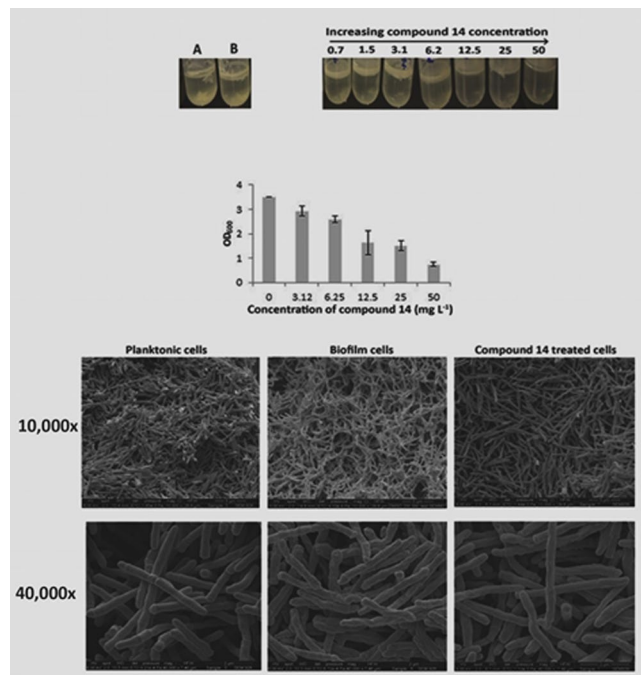 Increasing compound 14 concentration
A B
0.7 1.5 3.1 6.2 12.5 25 50
4
3
2
1
0
OD600
0 3.12 6.25 12.5 25 50
Concentration of compound 14 (mg L-1)
Planktonic cells Biofilm cells Compound 14 treated cells
10,000x
40,000x